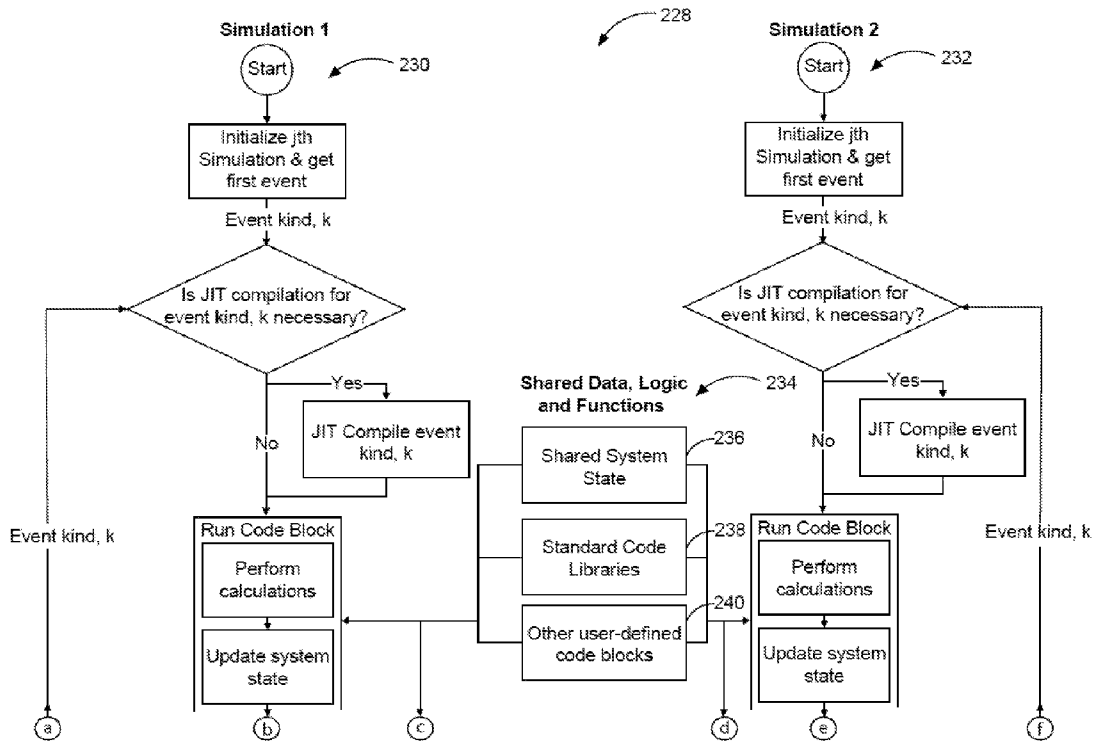 228
Simulation 1
Simulation 2
Start
230
Start
232
Initialize jth
Simulation & get
first event
Initialize jth
Simulation & get
first event
Event kind, k
Event kind, k
Is JIT compilation for
event kind, k necessary?
Is JIT compilation for
event kind, k necessary?
Yes
Shared Data, Logic
and Functions
234
Yes
JIT Compile event
kind, k
JIT Compile event
kind, k
No
No
Shared System
State
236
Event kind, k
Run Code Block
Perform
calculations
Update system
state
Standard Code
Libraries
238
Other user-defined
code blocks
240
Run Code Block
Perform
calculations
Update system
state
Event kind, k
a
b
c
d
e
f